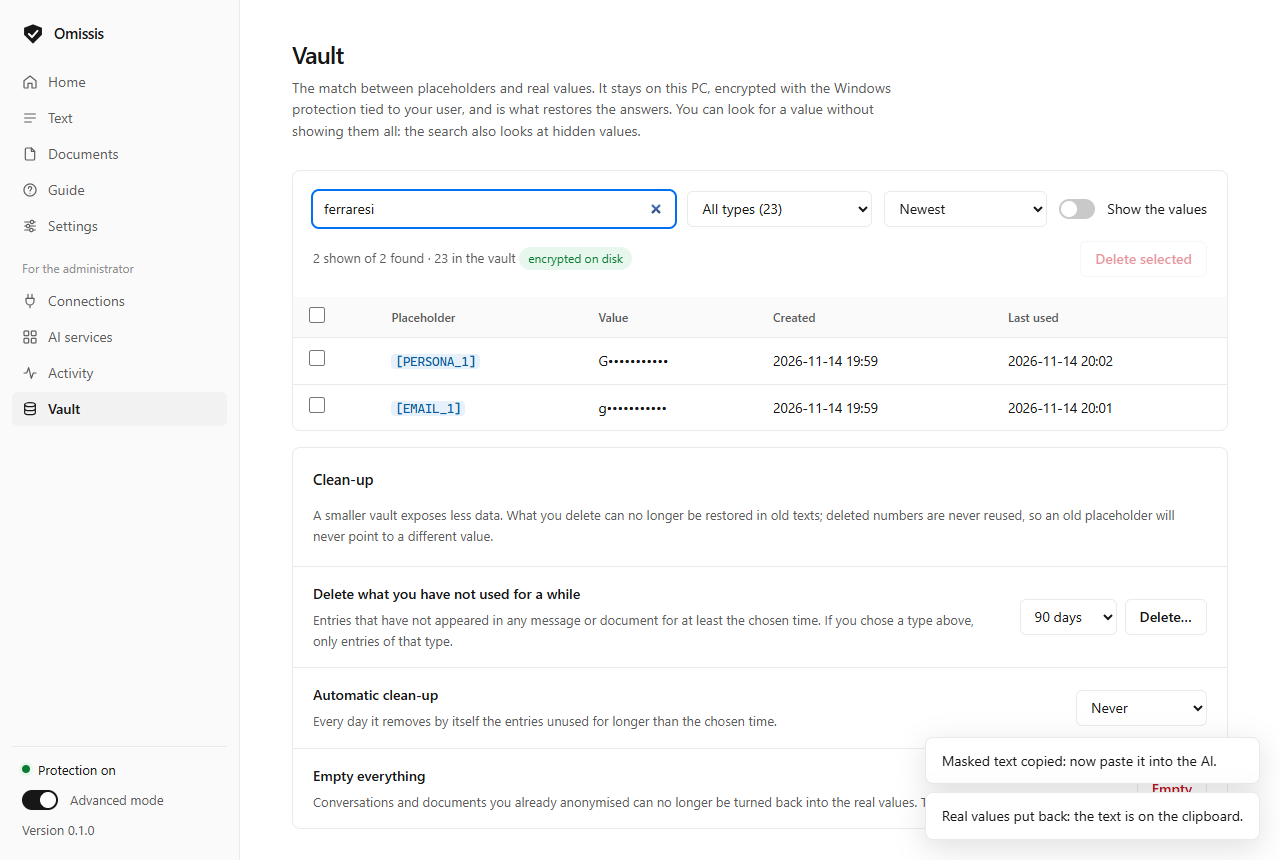 Omissis
Home
Text
Documents
Guide
Settings
For the administrator
Connections
AI services
Activity
Vault
Protection on
Advanced mode
Version 0.1.0
Vault
The match between placeholders and real values. It stays on this PC, encrypted with the Windows
protection tied to your user, and is what restores the answers. You can look for a value without
showing them all: the search also looks at hidden values.
ferraresi
All types (23)
Newest
Show the values
2 shown of 2 found · 23 in the vault encrypted on disk
Delete selected
Placeholder Value Created Last used
[PERSONA_1] G••••••••••• 2026-11-14 19:59 2026-11-14 20:02
[EMAIL_1] g••••••••••• 2026-11-14 19:59 2026-11-14 20:01
Clean-up
A smaller vault exposes less data. What you delete can no longer be restored in old texts; deleted numbers are never reused, so an old placeholder will
never point to a different value.
Delete what you have not used for a while
Entries that have not appeared in any message or document for at least the chosen time. If you chose a type above,
only entries of that type.
90 days
Delete...
Automatic clean-up
Every day it removes by itself the entries unused for longer than the chosen time.
Never
Empty everything
Conversations and documents you already anonymised can no longer be turned back into the real values.
Empty
Masked text copied: now paste it into the AI.
Real values put back: the text is on the clipboard.